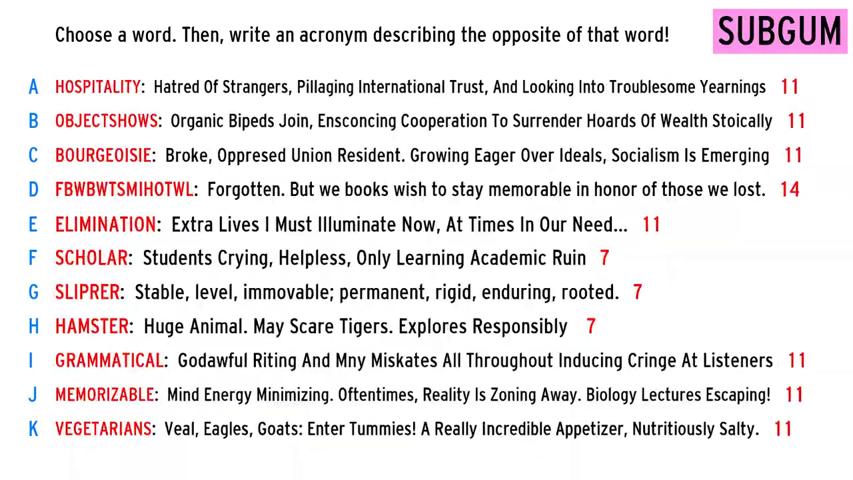 Choose a word. Then, write an acronym describing the opposite of that word!
SUBGUM
A HOSPITALITY: Hatred Of Strangers, Pillaging International Trust, And Looking Into Troublesome Yearnings 11
B OBJECTSHOWS: Organic Bipeds Join, Ensconcing Cooperation To Surrender Hoards Of Wealth Stoically 11
C BOURGEOISIE: Broke, Oppresed Union Resident. Growing Eager Over Ideals, Socialism Is Emerging 11
D FBWBWTSMIHOTWL: Forgotten. But we books wish to stay memorable in honor of those we lost. 14
E ELIMINATION: Extra Lives I Must Illuminate Now, At Times In Our Need... 11
F SCHOLAR: Students Crying, Helpless, Only Learning Academic Ruin 7
G SLIPRER: Stable, level, immovable; permanent, rigid, enduring, rooted. 7
H HAMSTER: Huge Animal. May Scare Tigers. Explores Responsibly 7
I GRAMMATICAL: Godawful Riting And Mny Miskates All Throughout Inducing Cringe At Listeners 11
J MEMORIZABLE: Mind Energy Minimizing. Oftentimes, Reality Is Zoning Away. Biology Lectures Escaping! 11
K VEGETARIANS: Veal, Eagles, Goats: Enter Tummies! A Really Incredible Appetizer, Nutritiously Salty. 11